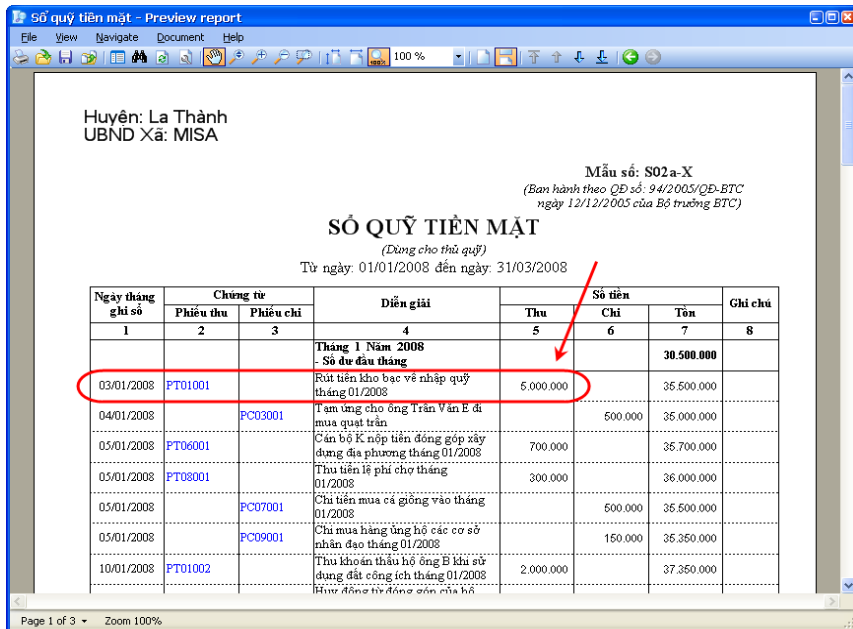 Sổ quỹ tiền mặt - Preview report
File View Navigate Document Help
100 %
Huyện: La Thành
UBND Xã: MISA
Mẫu số: S02a-X
(Ban hành theo QĐ số: 94/2005/QĐ-BTC
ngày 12/12/2005 của Bộ trưởng BTC)
SỔ QUỸ TIỀN MẶT
(Dùng cho thủ quỹ)
Từ ngày: 01/01/2008 đến ngày: 31/03/2008
Ngày tháng ghi sổ Chứng từ Diễn giải Số tiền Ghi chú
Phiếu thu Phiếu chi Thu Chi Tồn
1 2 3 4 5 6 7 8
Tháng 1 Năm 2008
- Số dư đầu tháng 30.500.000
03/01/2008 PT01001 Rút tiền kho bạc về nhập quỹ 5.000.000 35.500.000
tháng 01/2008
04/01/2008 PC03001 Tạm ứng cho ông Trần Văn E đi 500.000 35.000.000
mua quạt trần
05/01/2008 PT06001 Cán bộ K nộp tiền đóng góp xây 700.000 35.700.000
dựng địa phương tháng 01/2008
05/01/2008 PT08001 Thu tiền lệ phí chợ tháng 300.000 36.000.000
01/2008
05/01/2008 PC07001 Chi tiền mua cá giống vào tháng 500.000 35.500.000
01/2008
05/01/2008 PC09001 Chi mua hàng ủng hộ các cơ sở 150.000 35.350.000
nhân đạo tháng 01/2008
10/01/2008 PT01002 Thu khoán thầu hộ ông B khi sử 2.000.000 37.350.000
dụng đất công ích tháng 01/2008
Huy động từ đóng góp của hộ
Page 1 of 3 Zoom 100%